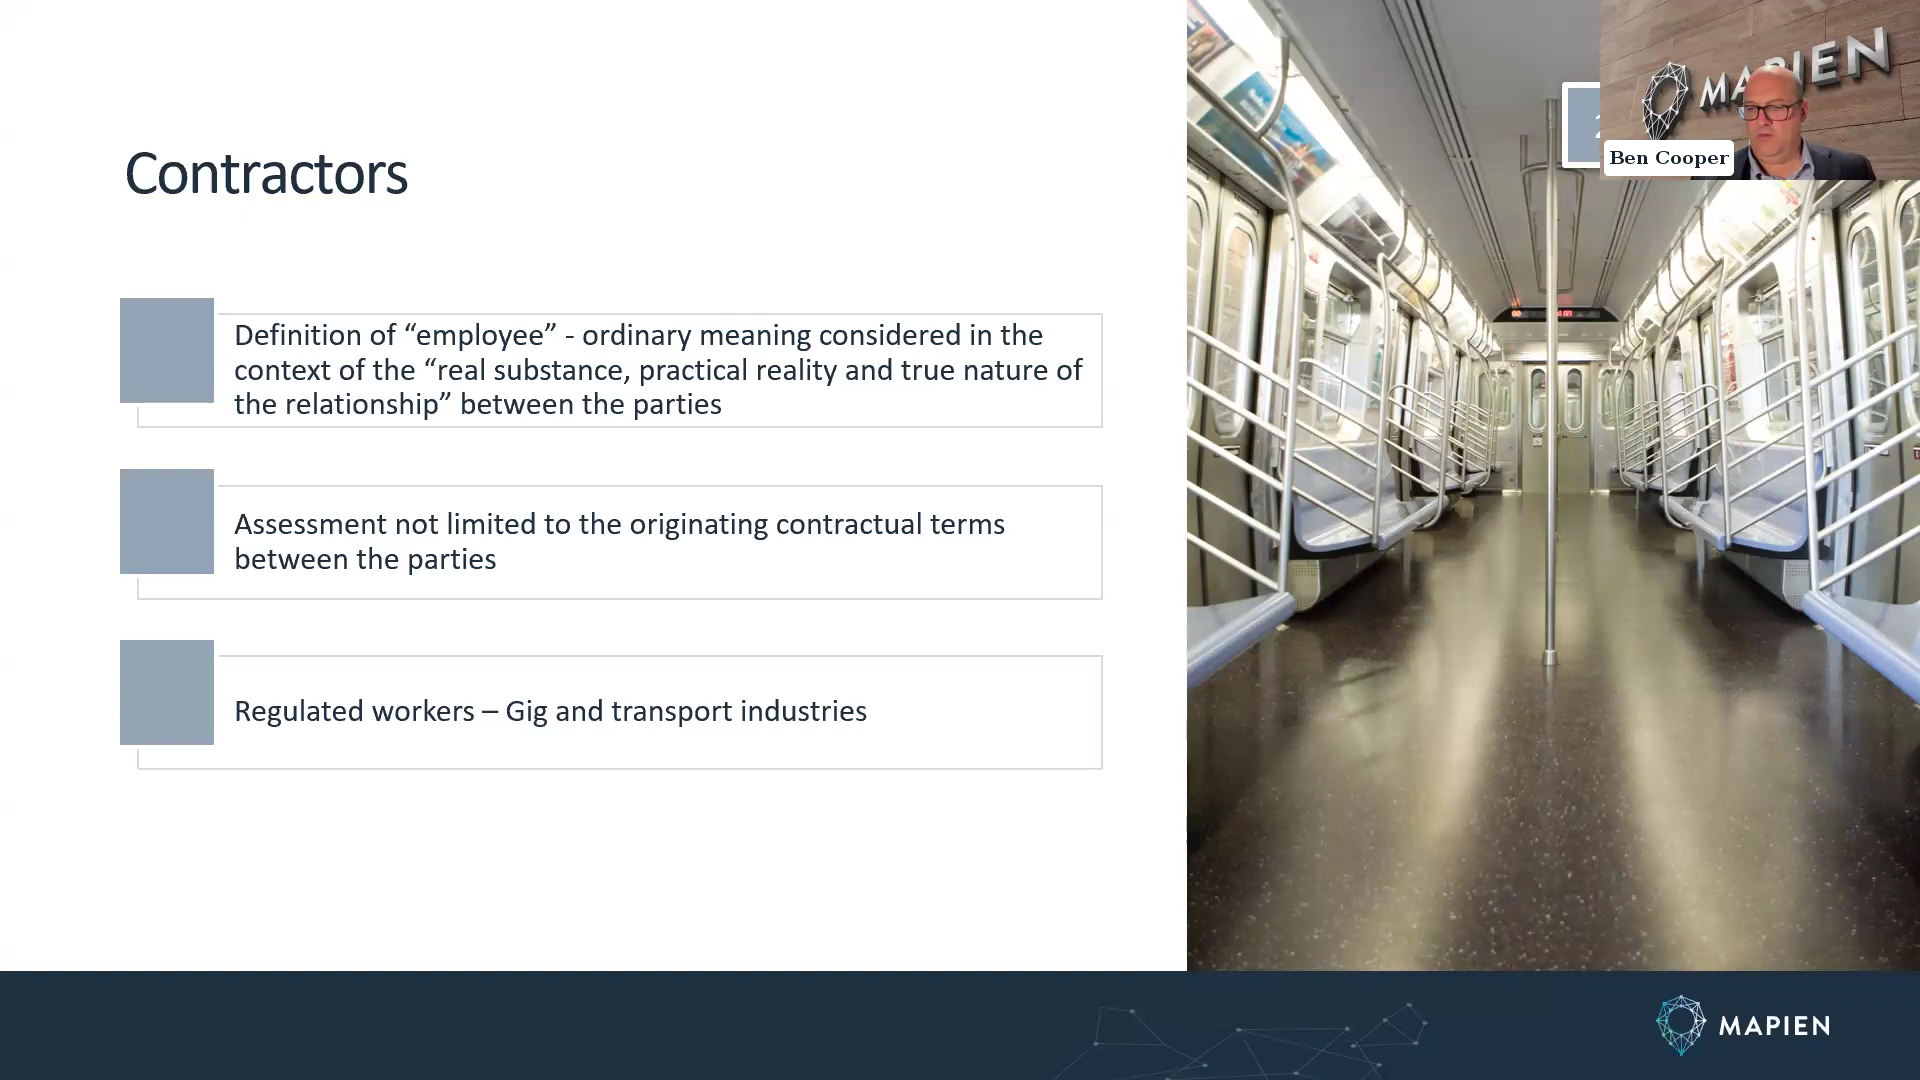 Contractors
Definition of “employee” - ordinary meaning considered in the
context of the “real substance, practical reality and true nature of
the relationship” between the parties
Assessment not limited to the originating contractual terms
between the parties
Regulated workers – Gig and transport industries
MAPIEN
Ben Cooper
MAPIEN